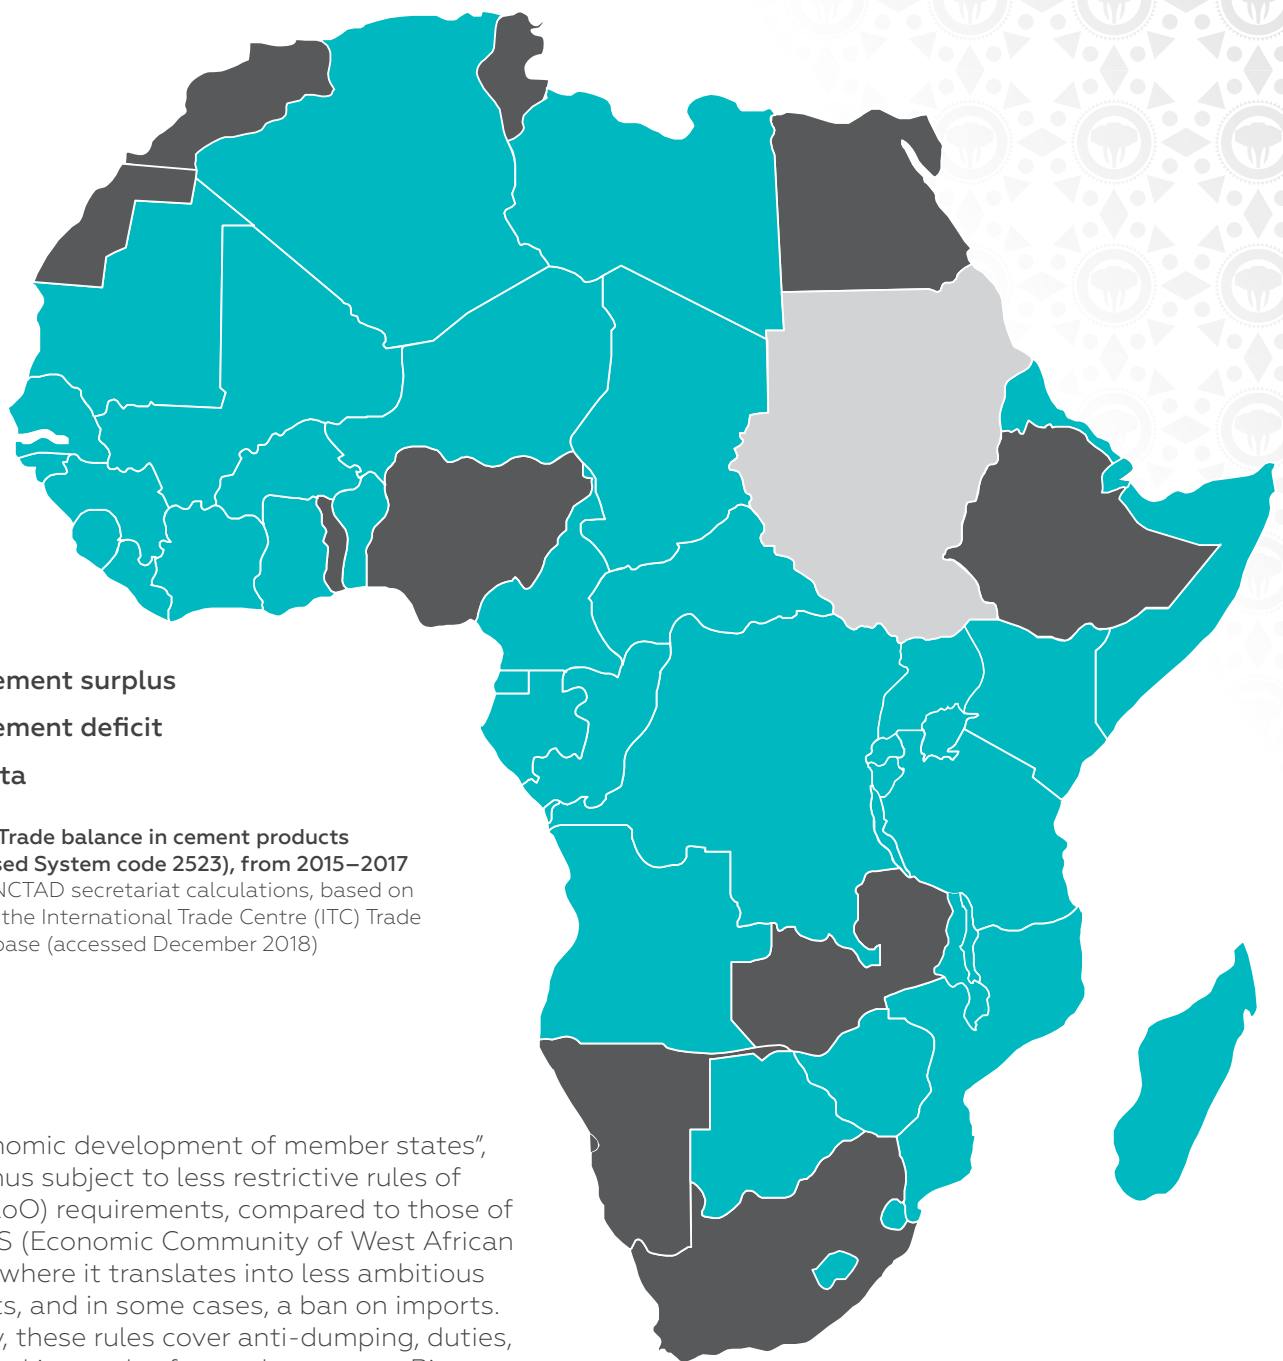 ement surplus
ement deficit
ta
Trade balance in cement products
sed System code 2523), from 2015–2017
NCTAD secretariat calculations, based on
the International Trade Centre (ITC) Trade
base (accessed December 2018)
nomic development of member states”,
hus subject to less restrictive rules of
RoO) requirements, compared to those of
S (Economic Community of West African
where it translates into less ambitious
ts, and in some cases, a ban on imports.
y, these rules cover anti-dumping, duties,